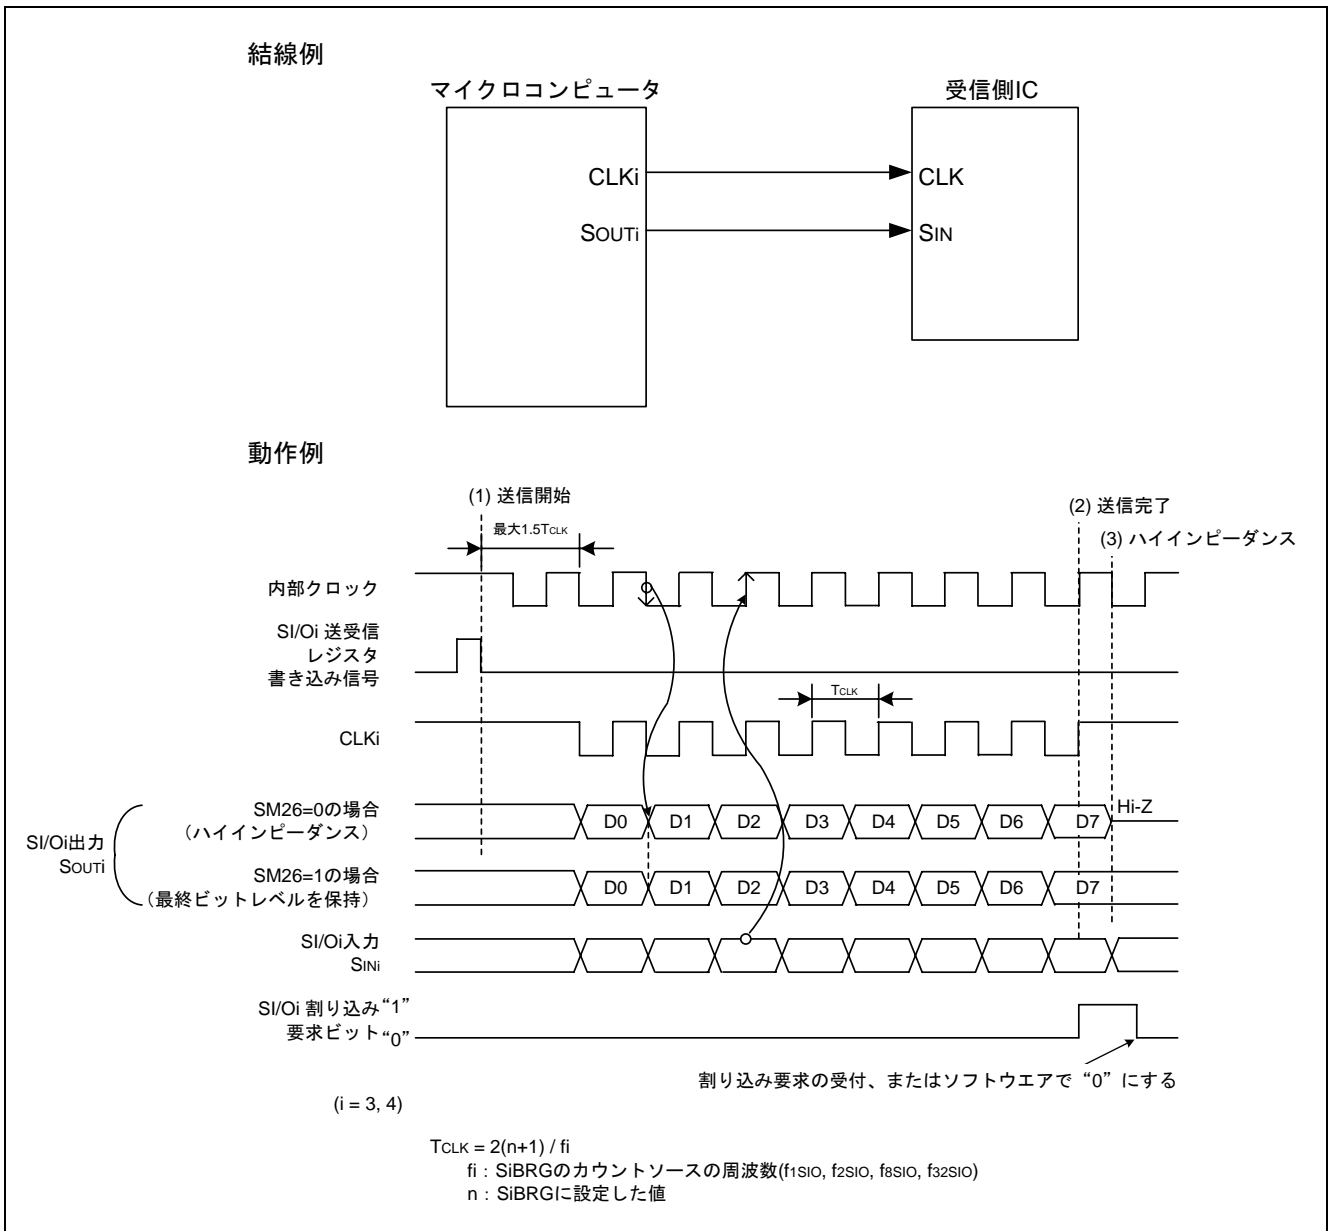 結線例
マイクロコンピュータ
受信側IC
CLKi
CLK
SOUTi
SIN
動作例
(1) 送信開始
(2) 送信完了
最大1.5TCLK
(3) ハイインピーダンス
内部クロック
SI/Oi 送受信
レジスタ
書き込み信号
TCLK
CLKi
SM26=0の場合
(ハイインピーダンス)
D0 D1 D2 D3 D4 D5 D6 D7
Hi-Z
SI/Oi出力
SOUTi
SM26=1の場合
(最終ビットレベルを保持)
D0 D1 D2 D3 D4 D5 D6 D7
SI/Oi入力
SINi
SI/Oi 割り込み “1”
要求ビット “0”
割り込み要求の受付、またはソフトウエアで “0” にする
(i = 3, 4)
TCLK = 2(n+1) / fi
fi : SiBRGのカウントソースの周波数(f1SIO, f2SIO, f8SIO, f32SIO)
n : SiBRGに設定した値